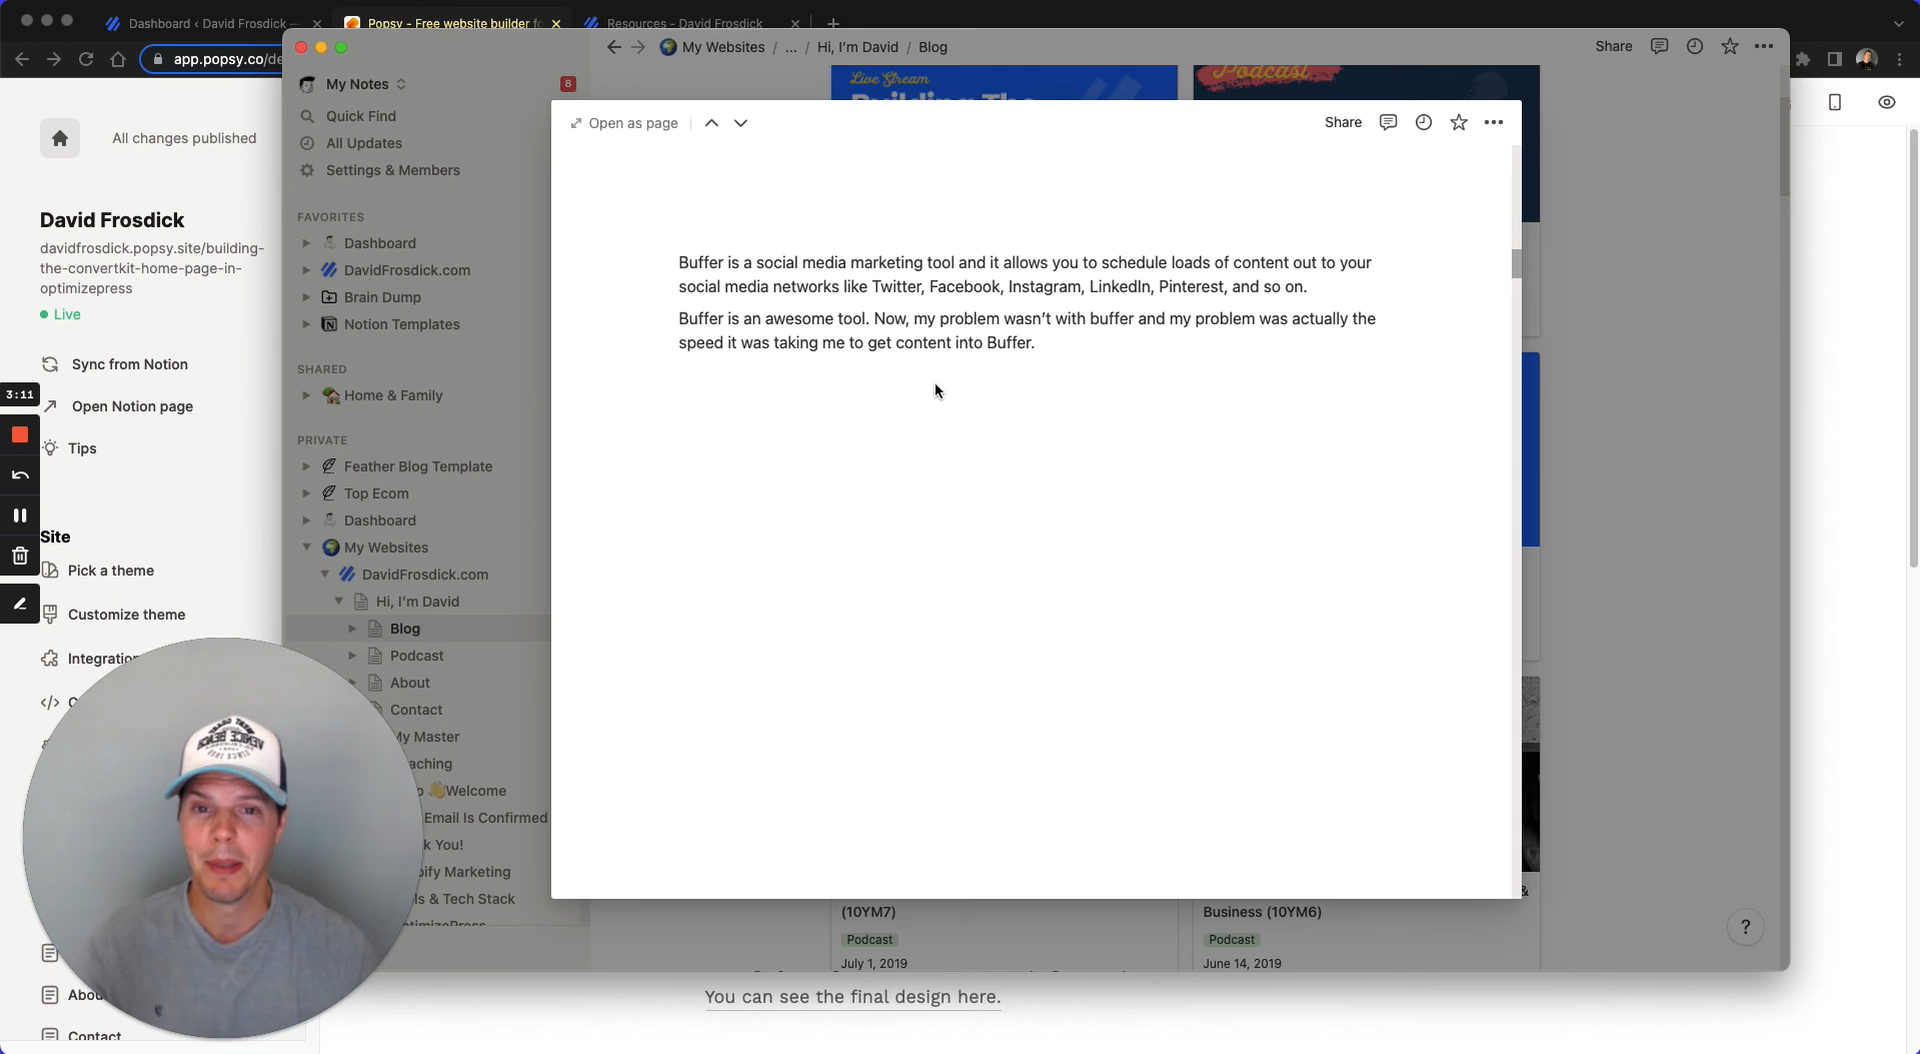 Dashboard ‹ David Frosdick —
Popsy - Free website builder fo
Resources - David Frosdick
app.popsy.co/de
All changes published
David Frosdick
davidfrosdick.popsy.site/building-
the-convertkit-home-page-in-
optimizepress
Live
Sync from Notion
3:11
Open Notion page
Tips
Site
Pick a theme
Customize theme
Integration
Abou
Contact
My Notes
8
Quick Find
All Updates
Settings & Members
FAVORITES
Dashboard
DavidFrosdick.com
Brain Dump
Notion Templates
SHARED
Home & Family
PRIVATE
Feather Blog Template
Top Ecom
Dashboard
My Websites
DavidFrosdick.com
Hi, I'm David
Blog
Podcast
About
Contact
My Master
aching
o 👋Welcome
Email Is Confirmed
k You!
pify Marketing
ls & Tech Stack
My Websites / ... / Hi, I'm David / Blog
Share
Live Stream
Building The
Podcast
Open as page
Share
Buffer is a social media marketing tool and it allows you to schedule loads of content out to your
social media networks like Twitter, Facebook, Instagram, LinkedIn, Pinterest, and so on.
Buffer is an awesome tool. Now, my problem wasn't with buffer and my problem was actually the
speed it was taking me to get content into Buffer.
&
(10YM7)
Podcast
July 1, 2019
Business (10YM6)
Podcast
June 14, 2019
?
You can see the final design here.
WEST COAST
VENICE BEACH